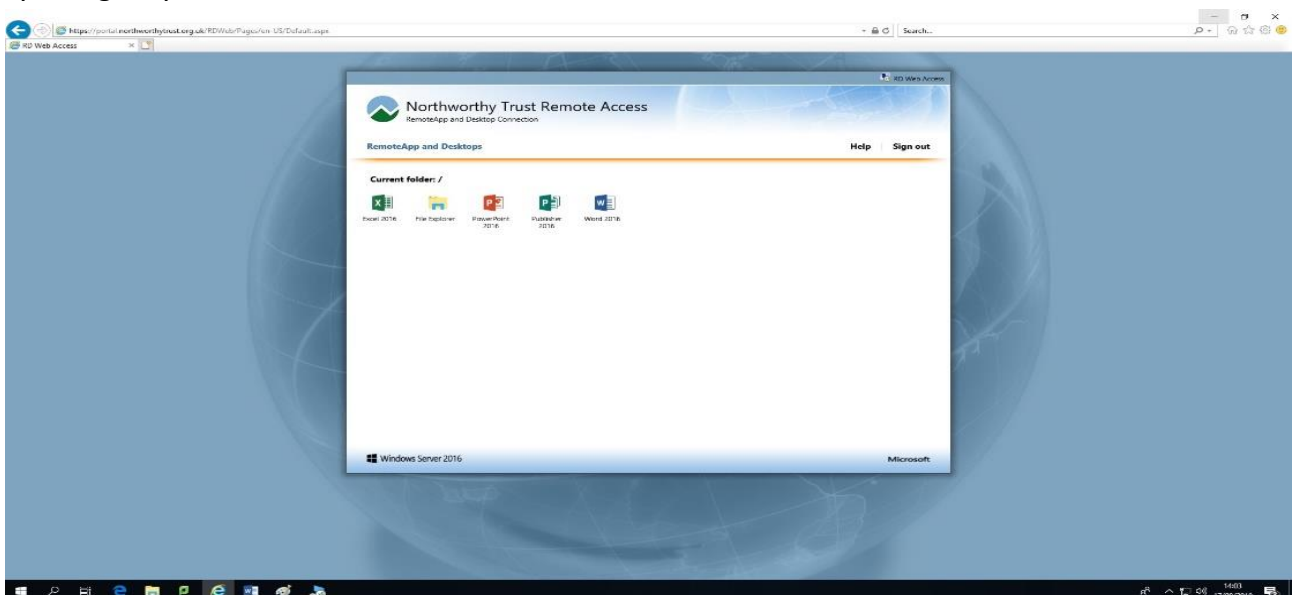 https://portal.northworthytrust.org.uk/RDWeb/Pages/en-US/Default.aspx
Search...
RD Web Access
RD Web Access
Northworthy Trust Remote Access
RemoteApp and Desktop Connection
RemoteApp and Desktops
Help Sign out
Current folder: /
Excel 2016 File Explorer PowerPoint Publisher Word 2016
2016 2016
Windows Server 2016
Microsoft
14:03